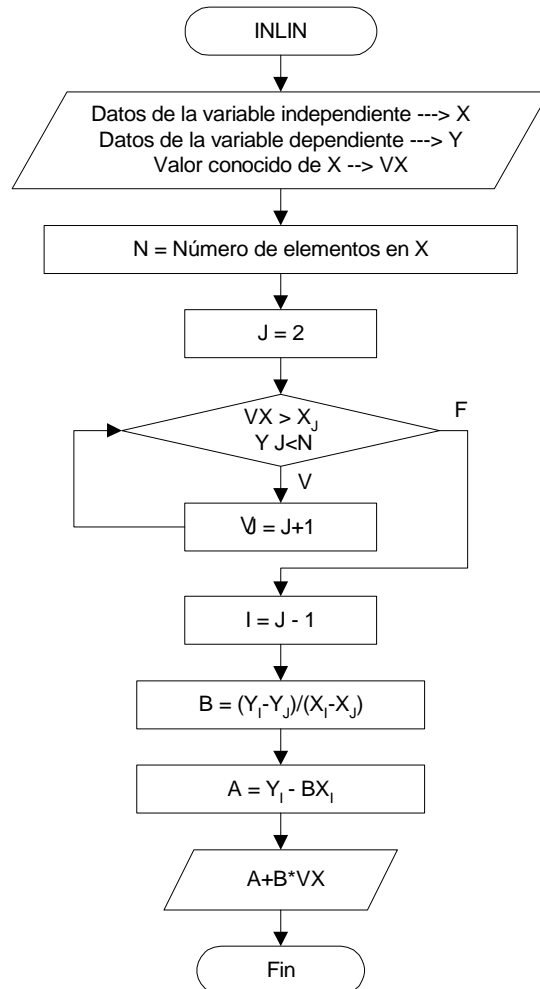 INLIN
Datos de la variable independiente ---> X
Datos de la variable dependiente ---> Y
Valor conocido de X --> VX
N = Número de elementos en X
J = 2
VX > X_J
Y J<N
F
V
J = J+1
I = J - 1
B = (Y_I-Y_J)/(X_I-X_J)
A = Y_I - BX_I
A+B*VX
Fin